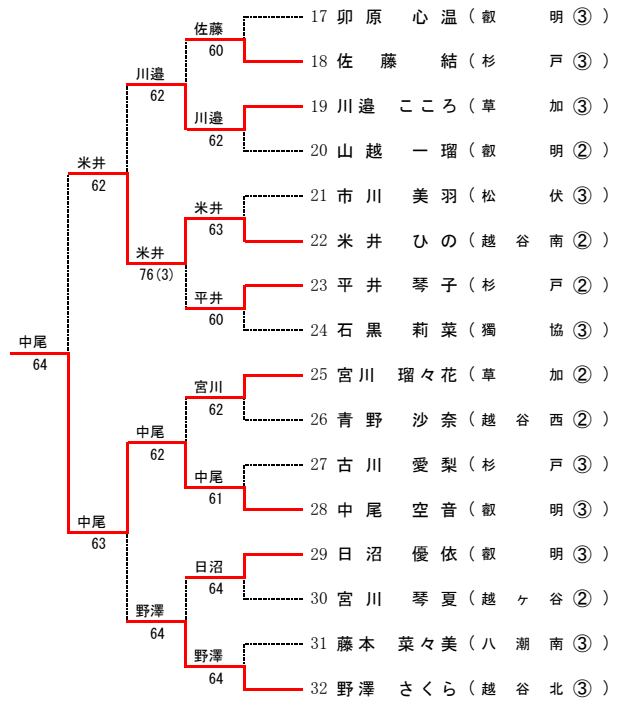 17 卯原 心温 ( 叡明 ③ )
佐藤
60
18 佐藤 結 ( 杉戸 ③ )
川邉
62
19 川邉 こころ ( 草加 ③ )
川邉
62
20 山越 一瑠 ( 叡明 ② )
米井
62
21 市川 美羽 ( 松伏 ③ )
米井
63
22 米井 ひの ( 越谷南 ② )
米井
76(3)
23 平井 琴子 ( 杉戸 ② )
平井
60
24 石黒 莉菜 ( 獨協 ③ )
中尾
64
25 宮川 瑠々花 ( 草加 ② )
宮川
62
26 青野 沙奈 ( 越谷西 ② )
中尾
62
27 古川 愛梨 ( 杉戸 ③ )
中尾
61
28 中尾 空音 ( 叡明 ③ )
中尾
63
29 日沼 優依 ( 叡明 ③ )
日沼
64
30 宮川 琴夏 ( 越ヶ谷 ② )
野澤
64
31 藤本 菜々美 ( 八潮南 ③ )
野澤
64
32 野澤 さくら ( 越谷北 ③ )